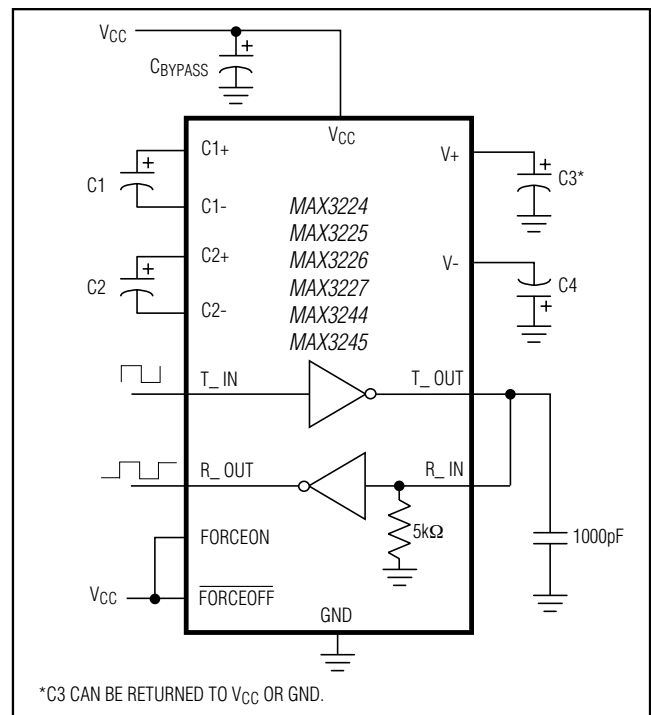 VCC
CBYPASS
+
VCC
C1+
C1
+
C1-
V+
+
C3*
MAX3224
MAX3225
MAX3226
MAX3227
MAX3244
MAX3245
C2+
C2
+
C2-
V-
C4
+
T_ IN
T_ OUT
R_ OUT
R_ IN
5kΩ
1000pF
FORCEON
VCC
FORCEOFF
GND
*C3 CAN BE RETURNED TO VCC OR GND.